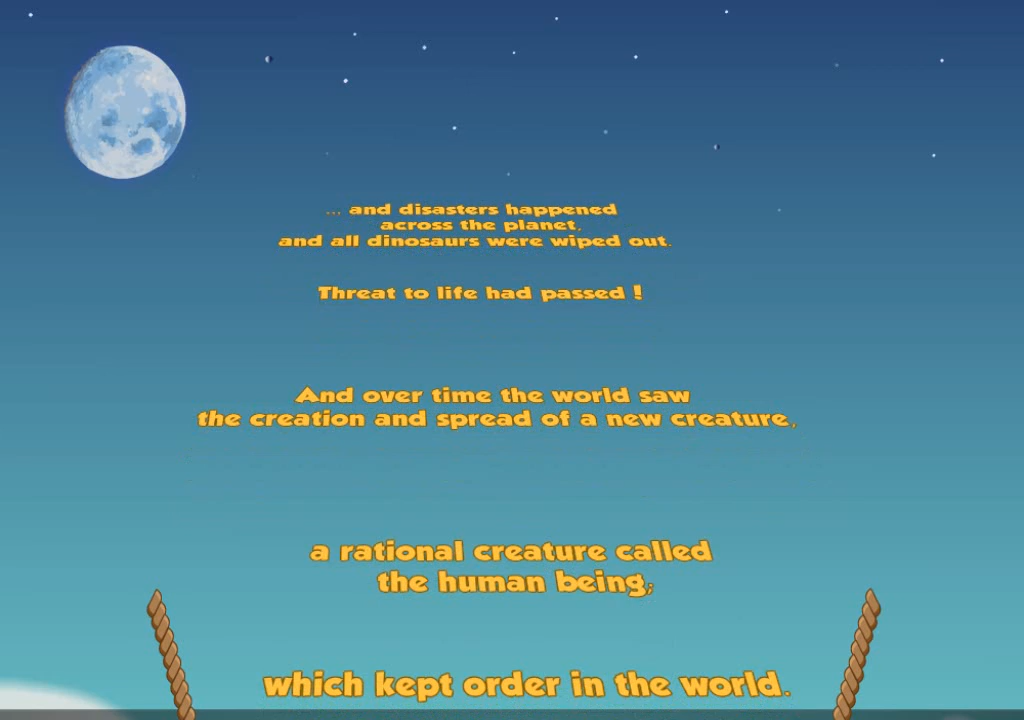 ... and disasters happened
across the planet,
and all dinosaurs were wiped out.
Threat to life had passed !
And over time the world saw
the creation and spread of a new creature,
a rational creature called
the human being;
which kept order in the world.